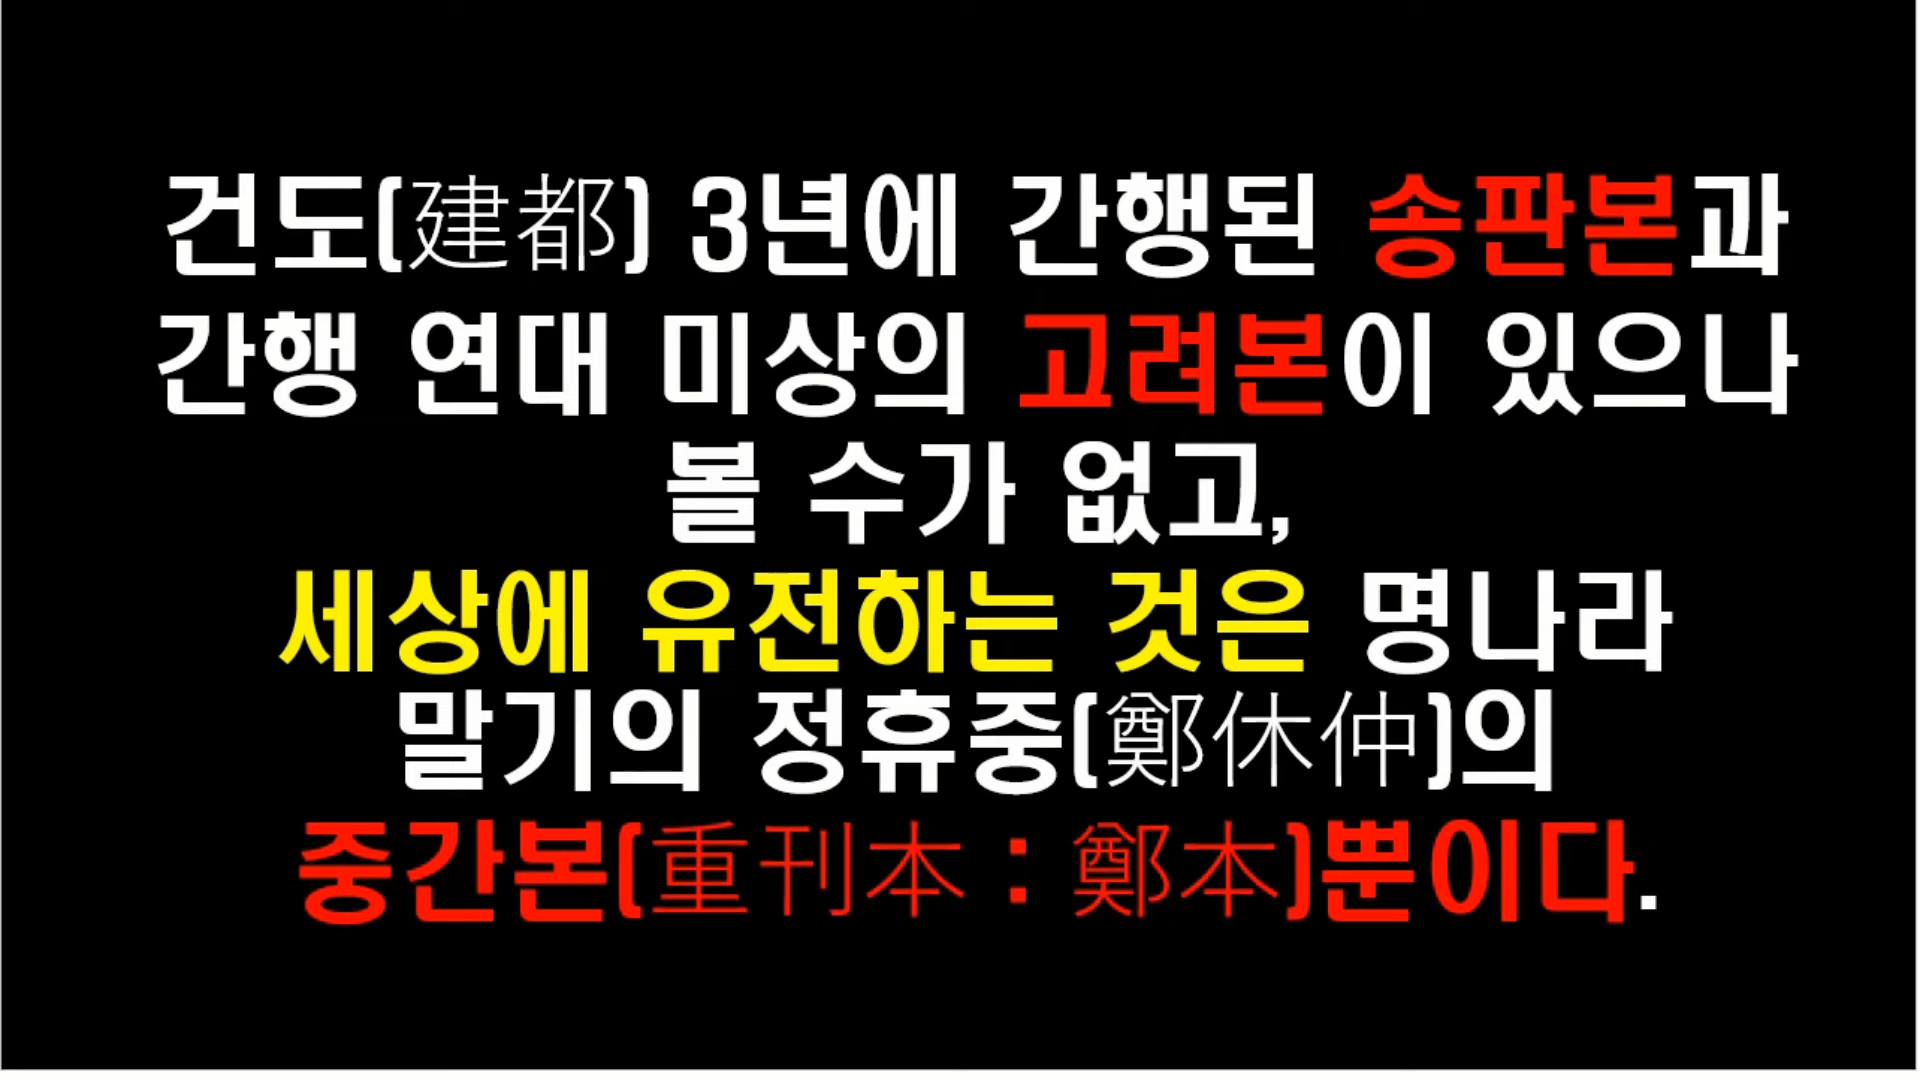 건도(建都) 3년에 간행된 송판본과
간행 연대 미상의 고려본이 있으나
볼 수가 없고,
세상에 유전하는 것은 명나라
말기의 정휴중(鄭休仲)의
중간본(重刊本 : 鄭本)뿐이다.